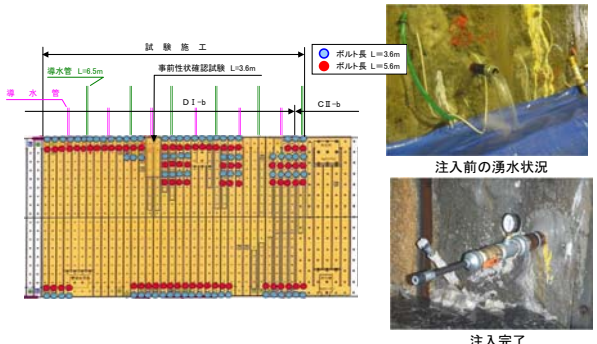 試 験 施 工
ボルト長 L=3.6m
ボルト長 L=5.6m
導水管 L=6.5m
事前性状確認試験 L=3.6m
導 水 管
DⅠ-b
CⅡ-b
注入前の湧水状況
注入完了